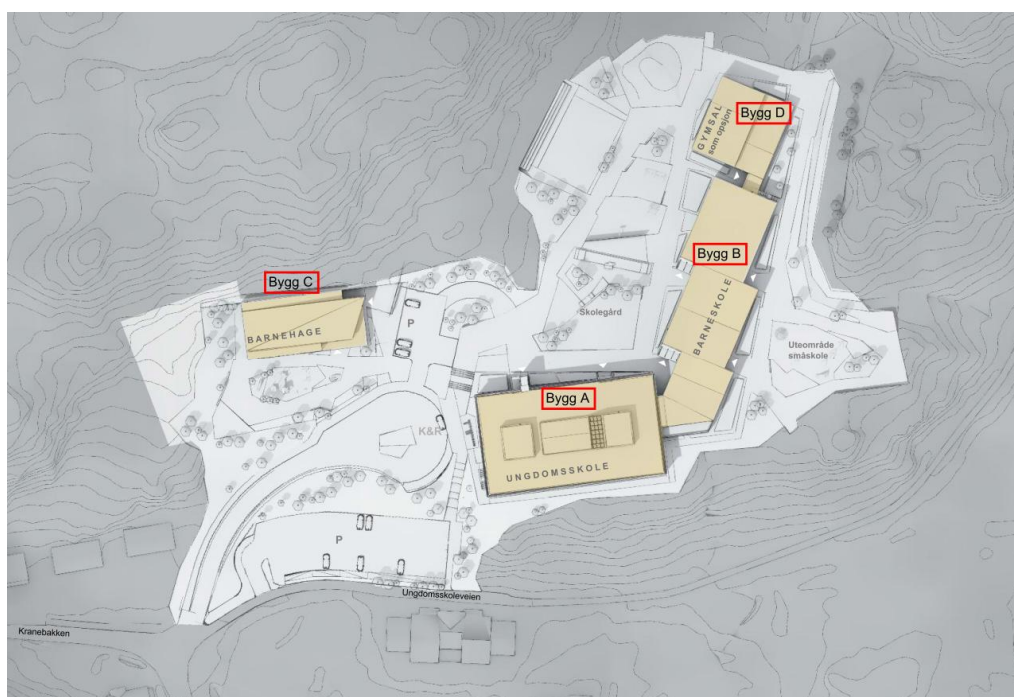 Bygg D
GYMSAL
som opsjon
Bygg B
BARNESKOLE
Bygg C
BARNEHAGE
P
Skolegård
Uteområde
småskole
Bygg A
K&R
UNGDOMSSKOLE
P
Ungdomsskoleveien
Kranebakken